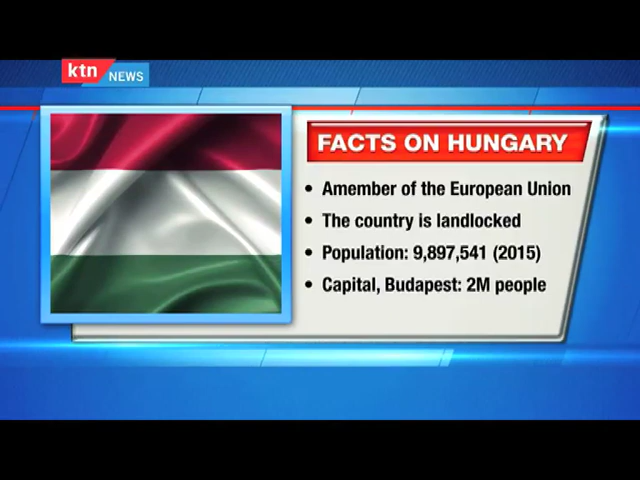 ktn
NEWS
FACTS ON HUNGARY
• Amember of the European Union
• The country is landlocked
• Population: 9,897,541 (2015)
• Capital, Budapest: 2M people